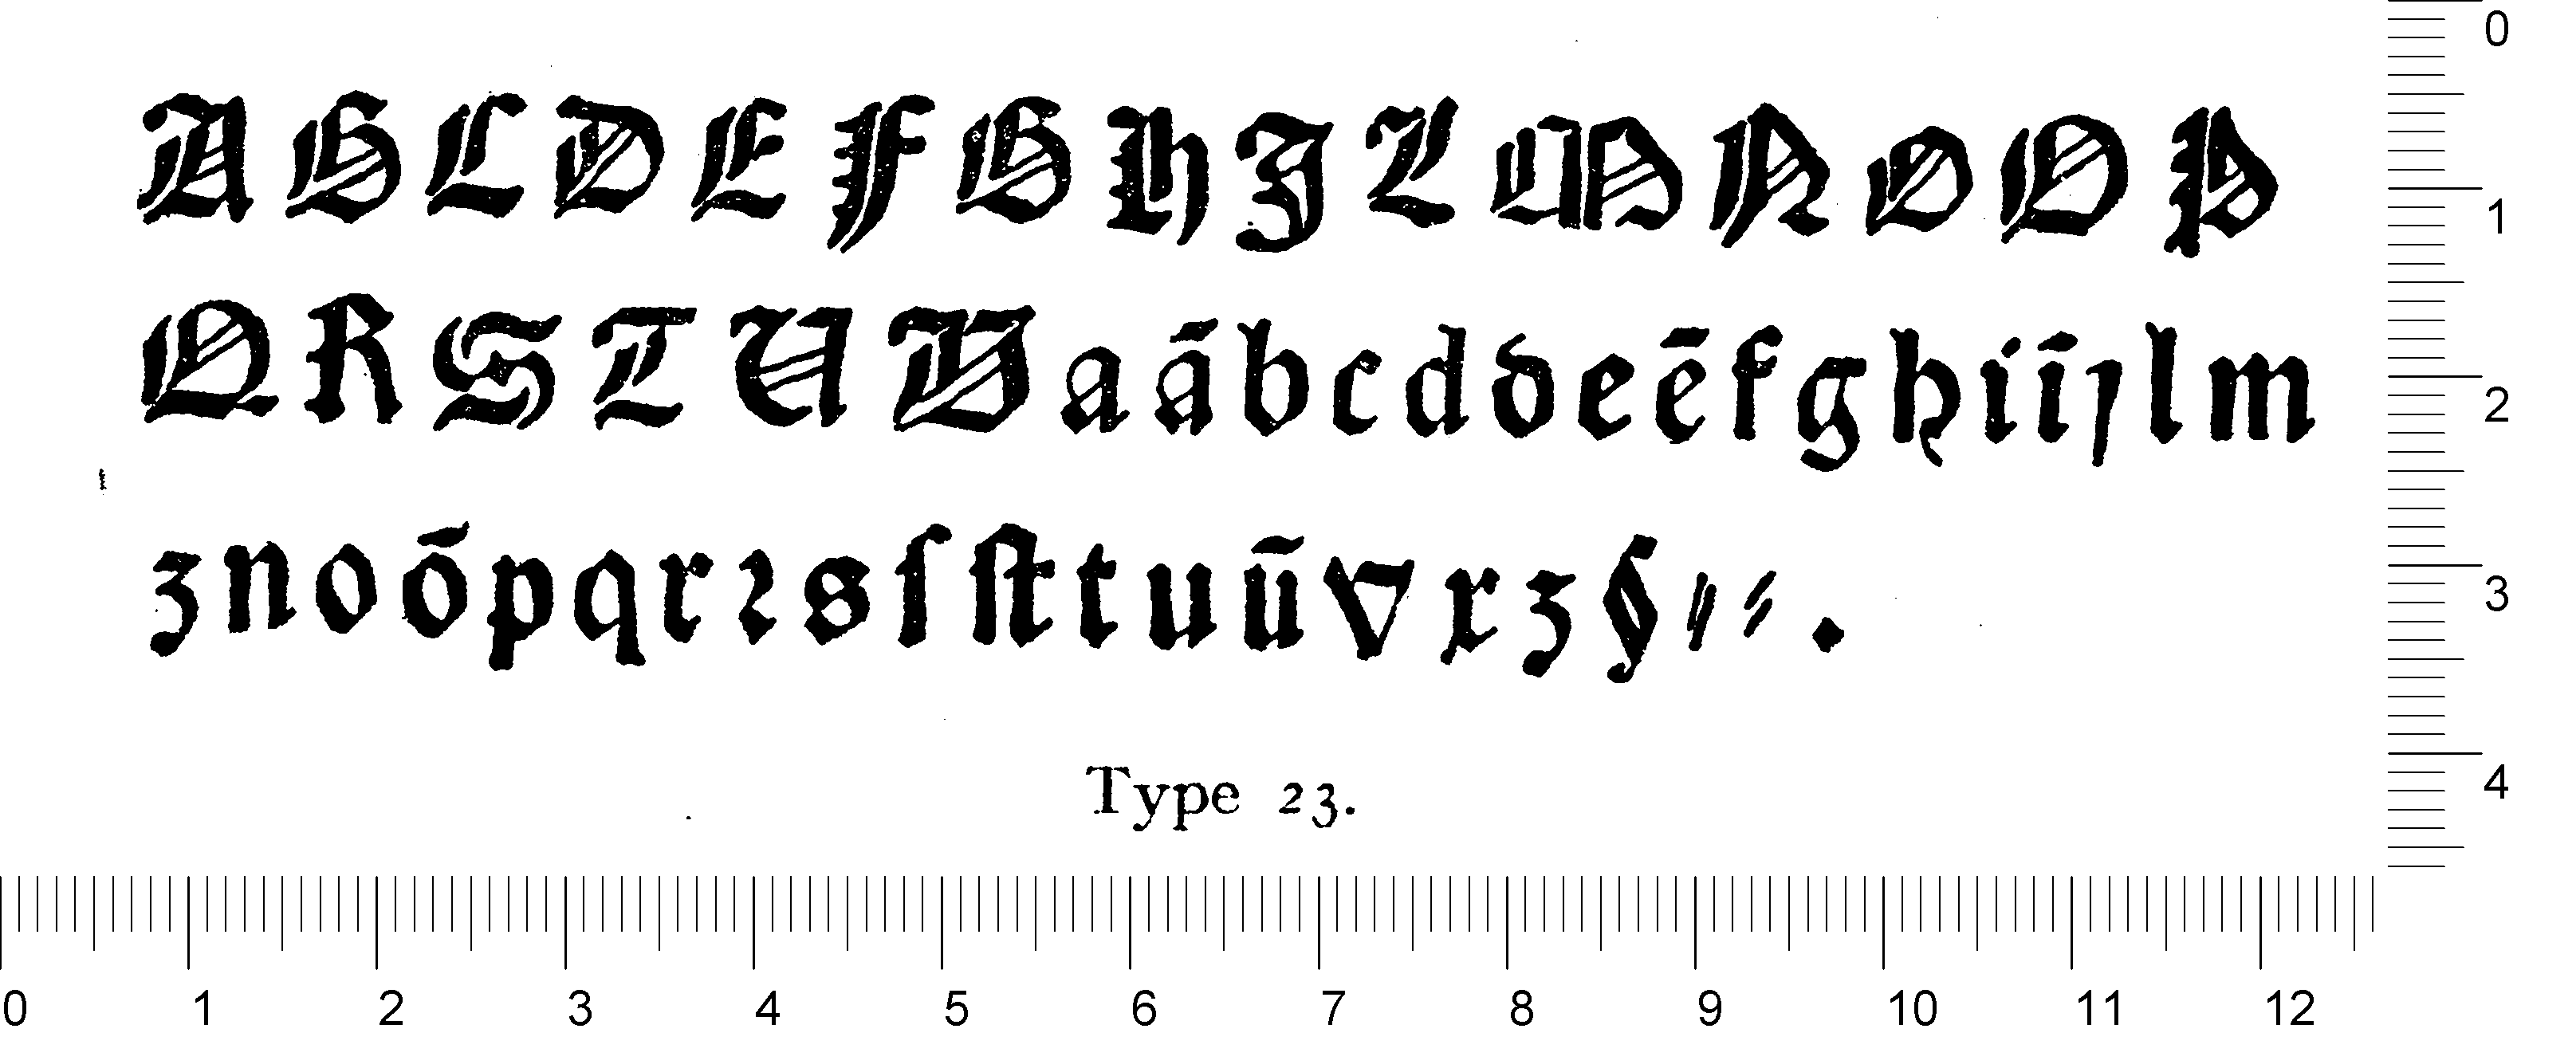 A B C D E F G H I L M N O O P
Q R S T U V a ā b c d d e ē f g h i ī j l m
ʒ n o ō p q r ꝛ s ſ ſt t u ū v x z § // ⸗ .
Type 23.
0
1
2
3
4
0 1 2 3 4 5 6 7 8 9 10 11 12